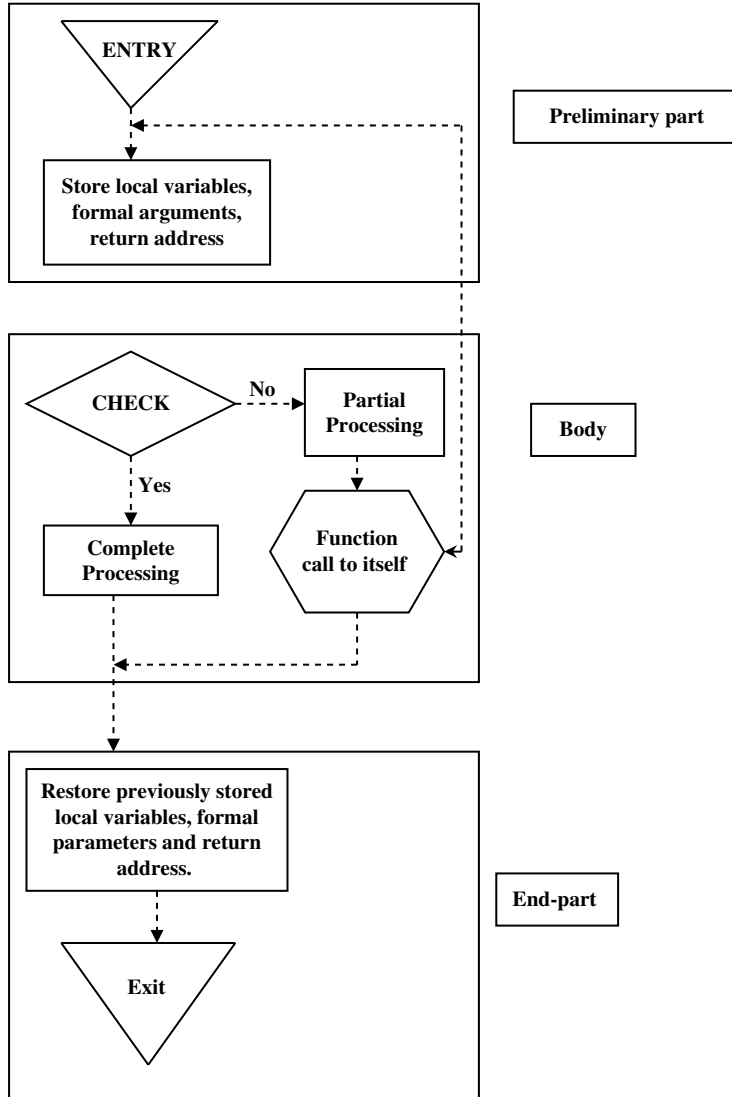 ENTRY
Preliminary part
Store local variables,
formal arguments,
return address
CHECK
No
Partial
Processing
Body
Yes
Complete
Processing
Function
call to itself
Restore previously stored
local variables, formal
parameters and return
address.
End-part
Exit